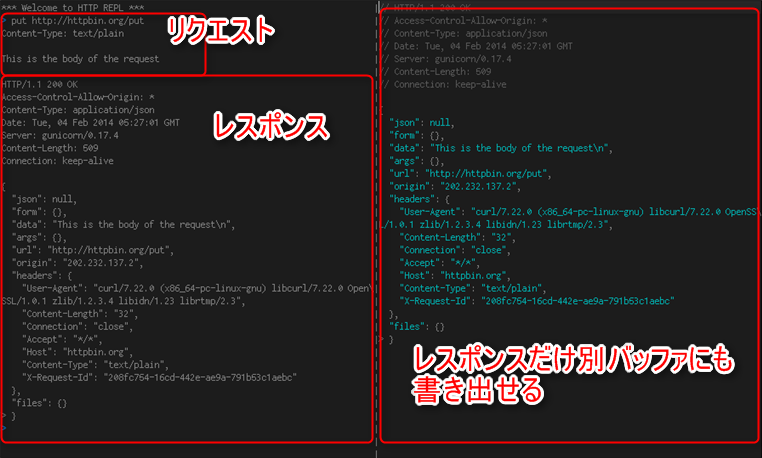 *** Welcome to HTTP REPL ***
> put http://httpbin.org/put
Content-Type: text/plain
This is the body of the request
リクエスト
HTTP/1.1 200 OK
Access-Control-Allow-Origin: *
Content-Type: application/json
Date: Tue, 04 Feb 2014 05:27:01 GMT
Server: gunicorn/0.17.4
Content-Length: 509
Connection: keep-alive
レスポンス
{
"json": null,
"form": {},
"data": "This is the body of the request\n",
"args": {},
"url": "http://httpbin.org/put",
"origin": "202.232.137.2",
"headers": {
"User-Agent": "curl/7.22.0 (x86_64-pc-linux-gnu) libcurl/7.22.0 Open\
SSL/1.0.1 zlib/1.2.3.4 libidn/1.23 librtmp/2.3",
"Content-Length": "32",
"Connection": "close",
"Accept": "*/*",
"Host": "httpbin.org",
"Content-Type": "text/plain",
"X-Request-Id": "208fc754-16cd-442e-ae9a-791b53c1aebc"
},
"files": {}
> }
>
// HTTP/1.1 200 OK
// Access-Control-Allow-Origin: *
// Content-Type: application/json
// Date: Tue, 04 Feb 2014 05:27:01 GMT
// Server: gunicorn/0.17.4
// Content-Length: 509
// Connection: keep-alive
{
"json": null,
"form": {},
"data": "This is the body of the request\n",
"args": {},
"url": "http://httpbin.org/put",
"origin": "202.232.137.2",
"headers": {
"User-Agent": "curl/7.22.0 (x86_64-pc-linux-gnu) libcurl/7.22.0 OpenSS\
L/1.0.1 zlib/1.2.3.4 libidn/1.23 librtmp/2.3",
"Content-Length": "32",
"Connection": "close",
"Accept": "*/*",
"Host": "httpbin.org",
"Content-Type": "text/plain",
"X-Request-Id": "208fc754-16cd-442e-ae9a-791b53c1aebc"
},
"files": {}
> }
レスポンスだけ別バッファにも
書き出せる